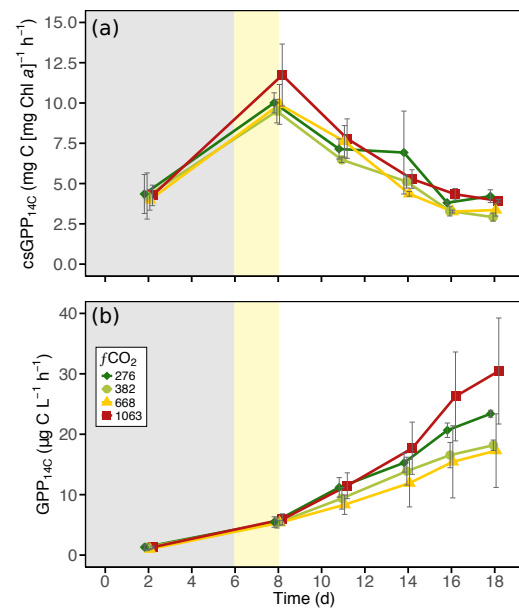 (a)
15.0
12.5
10.0
7.5
5.0
2.5
0.0
csGPP14C (mg C [mg Chl a]⁻¹ h⁻¹)
(b)
40
30
20
10
0
GPP14C (µg C L⁻¹ h⁻¹)
fCO2
276
382
668
1063
0 2 4 6 8 10 12 14 16 18
Time (d)